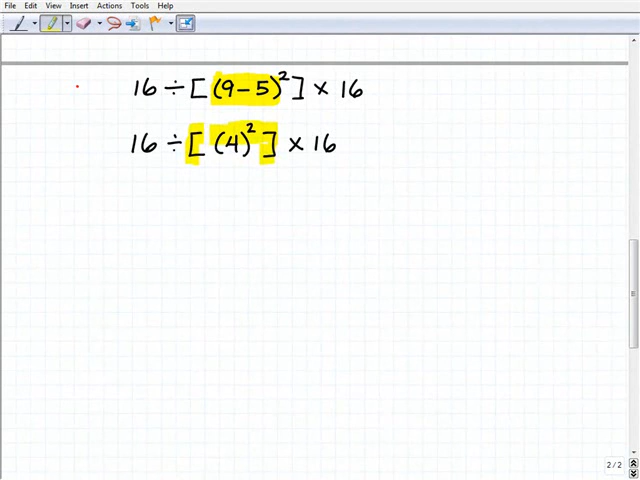 File Edit View Insert Actions Tools Help
16 ÷ [(9 − 5)²] × 16
16 ÷ [(4)²] × 16
2 / 2